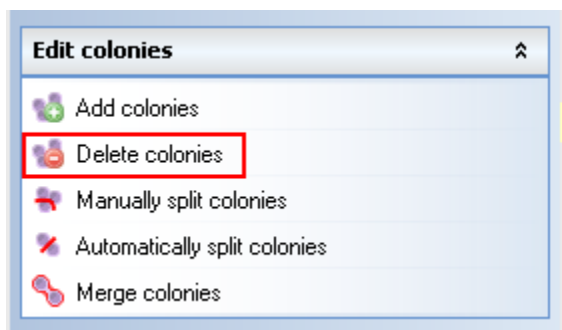 Edit colonies
Add colonies
Delete colonies
Manually split colonies
Automatically split colonies
Merge colonies